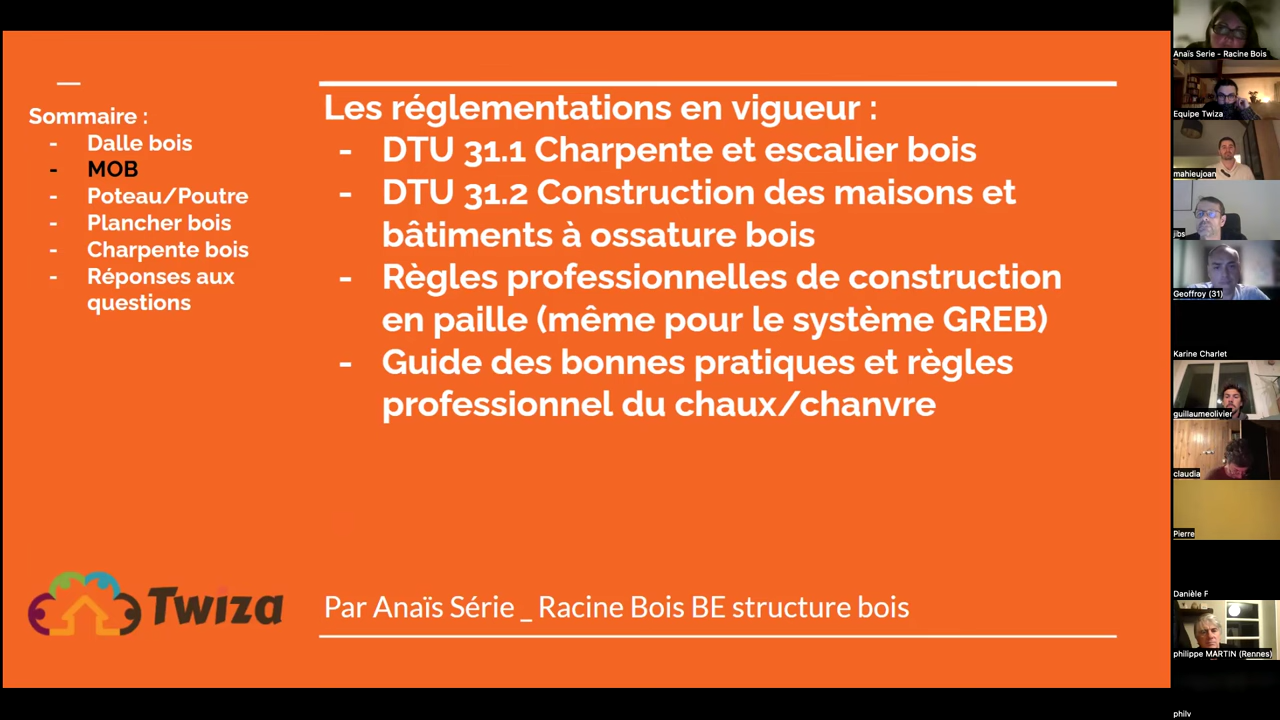 Sommaire :
- Dalle bois
- MOB
- Poteau/Poutre
- Plancher bois
- Charpente bois
- Réponses aux
questions
Les réglementations en vigueur :
- DTU 31.1 Charpente et escalier bois
- DTU 31.2 Construction des maisons et
bâtiments à ossature bois
- Règles professionnelles de construction
en paille (même pour le système GREB)
- Guide des bonnes pratiques et règles
professionnel du chaux/chanvre
Twiza
Par Anaïs Série _ Racine Bois BE structure bois
Anaïs Serie - Racine Bois
Equipe Twiza
mahieujoan
jibs
Geoffroy (31)
Karine Charlet
guillaumeolivier
claudia
Pierre
Danièle F
philippe MARTIN (Rennes)
philv